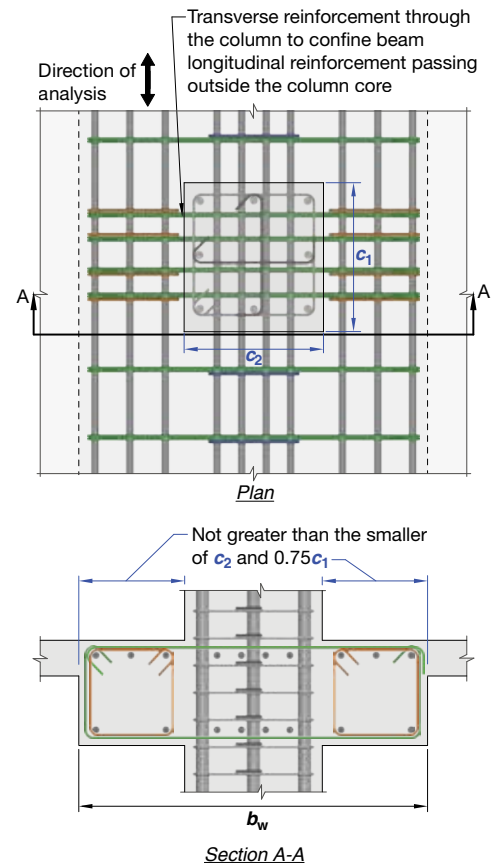 Transverse reinforcement through
the column to confine beam
longitudinal reinforcement passing
outside the column core
Direction of
analysis
c1
A
A
c2
Plan
Not greater than the smaller
of c2 and 0.75c1
bw
Section A-A